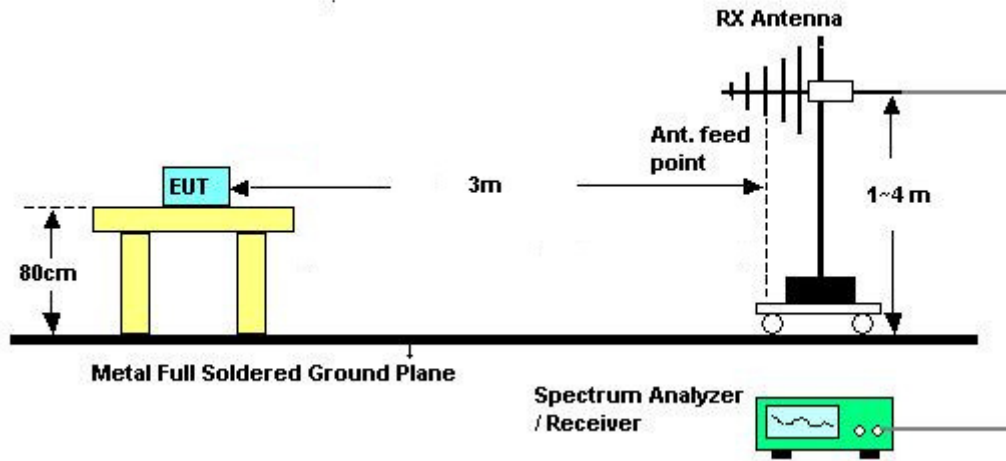 RX Antenna
Ant. feed
point
EUT
3m
1~4 m
80cm
Metal Full Soldered Ground Plane
Spectrum Analyzer
/ Receiver